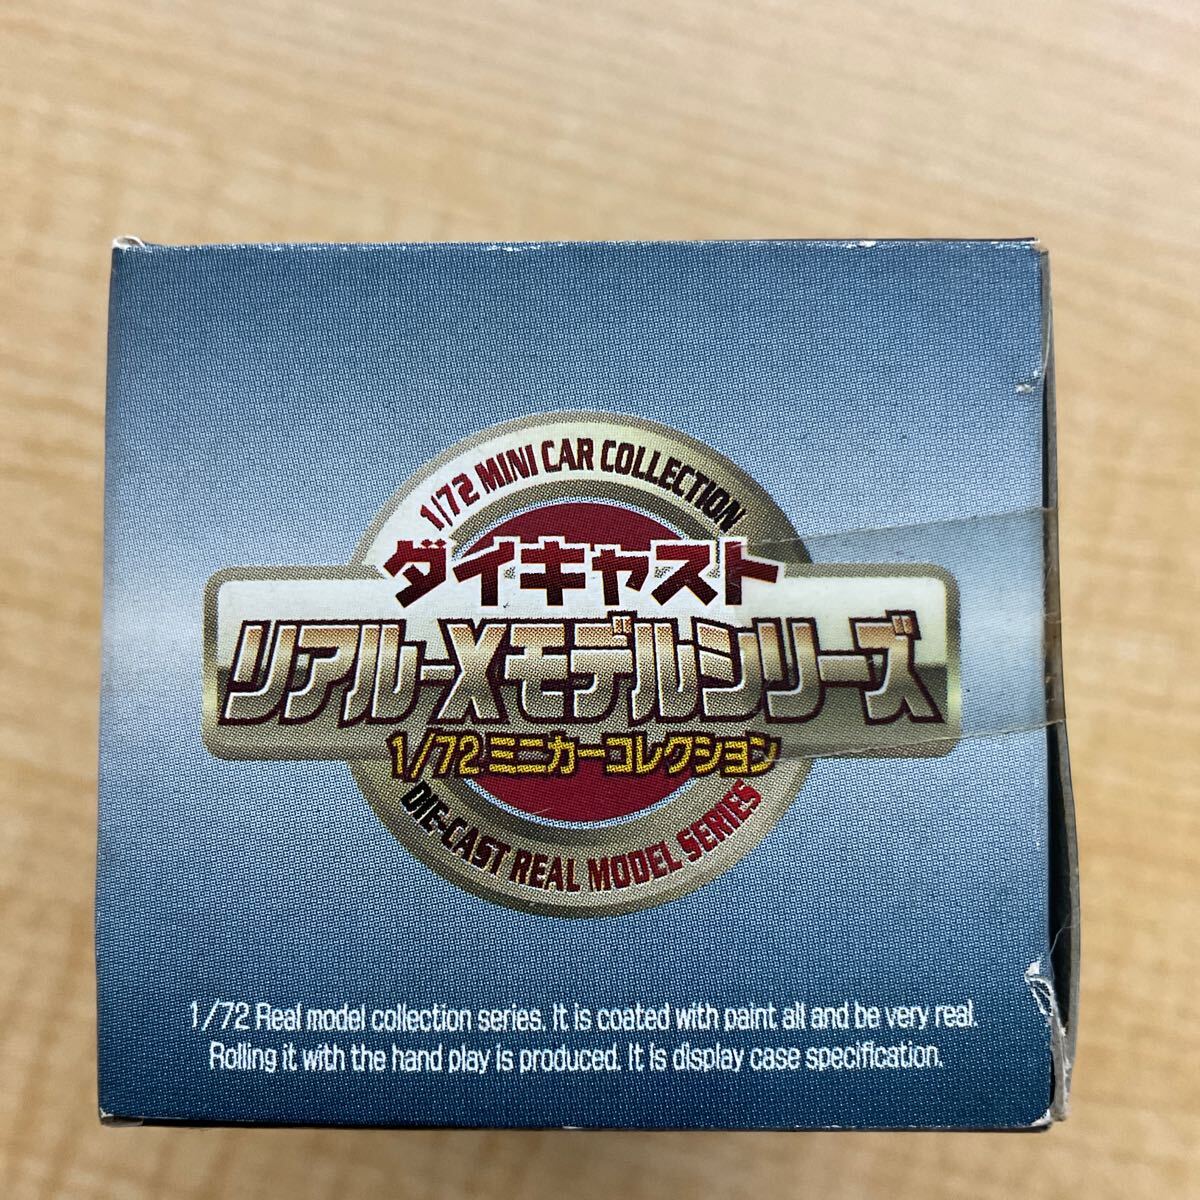 1/72 MINI CAR COLLECTION
ダイキャスト
リアル-Xモデルシリーズ
1/72ミニカーコレクション
DIE-CAST REAL MODEL SERIES
1/72 Real model collection series. It is coated with paint all and be very real.
Rolling it with the hand play is produced. It is display case specification.